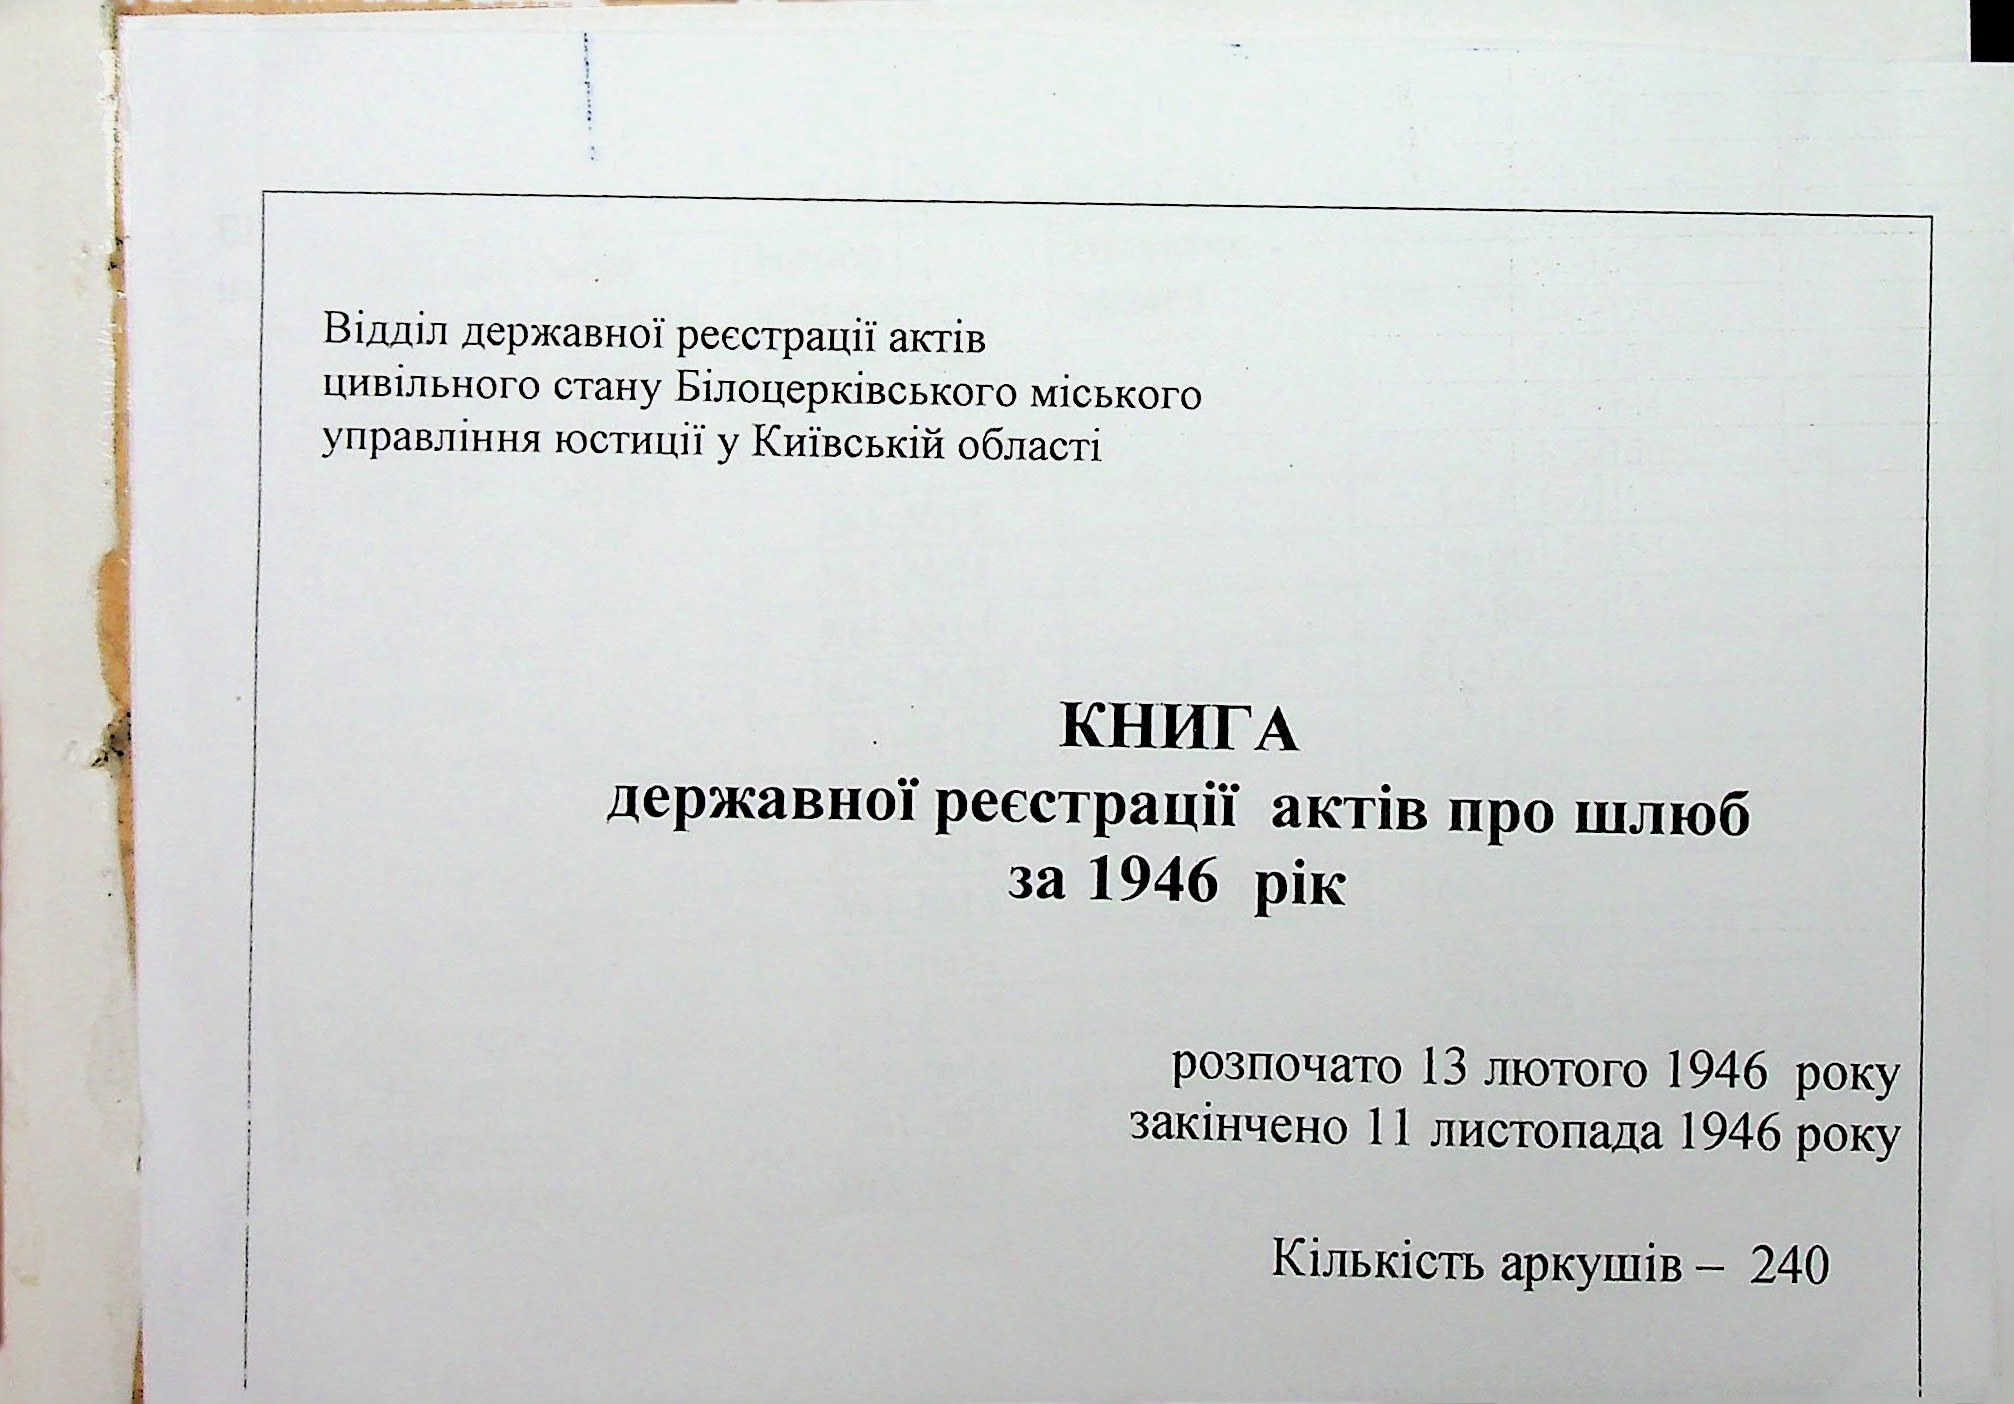 Відділ державної реєстрації актів
цивільного стану Білоцерківського міського
управління юстиції у Київській області
КНИГА
державної реєстрації актів про шлюб
за 1946 рік
розпочато 13 лютого 1946 року
закінчено 11 листопада 1946 року
Кількість аркушів – 240